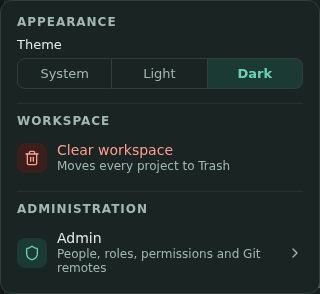 APPEARANCE
Theme
System Light Dark
WORKSPACE
Clear workspace
Moves every project to Trash
ADMINISTRATION
Admin
People, roles, permissions and Git
remotes